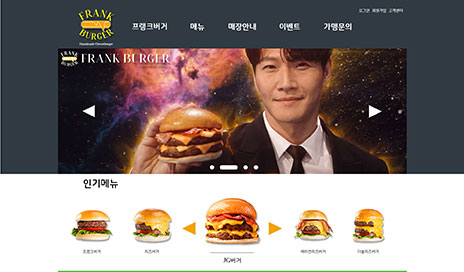 FRANK
BURGER
로그인 회원가입 고객센터
프랭크버거 메뉴 매장안내 이벤트 가맹문의
FRANK
BURGER
FRANK BURGER
인기메뉴
프랭크버거 치즈버거 JG버거 베이컨치즈버거 더블치즈버거